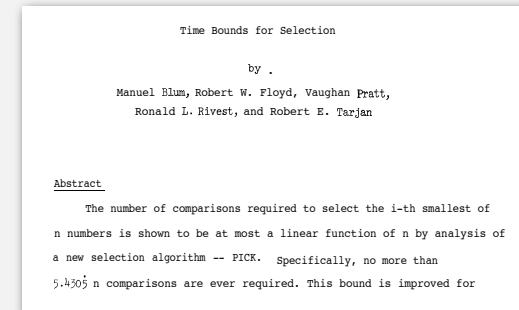 Time Bounds for Selection
by .
Manuel Blum, Robert W. Floyd, Vaughan Pratt,
Ronald L. Rivest, and Robert E. Tarjan
Abstract
The number of comparisons required to select the i-th smallest of
n numbers is shown to be at most a linear function of n by analysis of
a new selection algorithm -- PICK. Specifically, no more than
5.4305̇ n comparisons are ever required. This bound is improved for